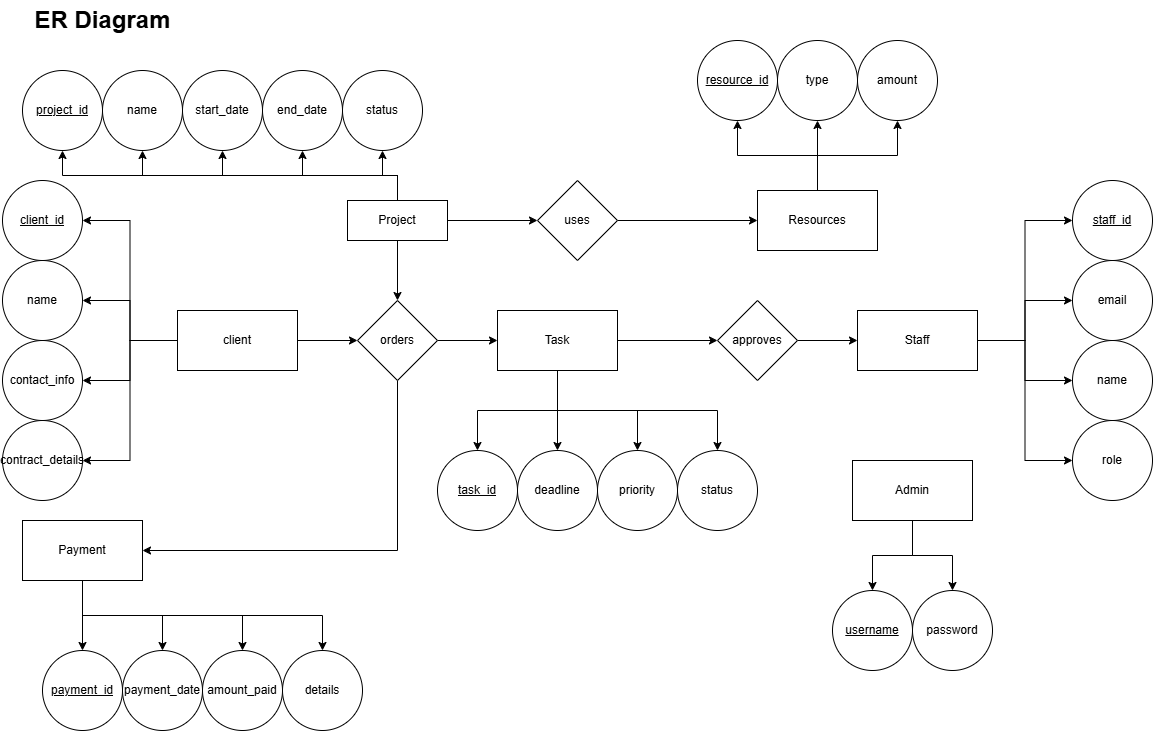 ER Diagram
project_id
name
start_date
end_date
status
resource_id
type
amount
client_id
name
contact_info
contract_details
Project
uses
Resources
staff_id
email
name
role
client
orders
Task
approves
Staff
task_id
deadline
priority
status
Admin
username
password
Payment
payment_id
payment_date
amount_paid
details